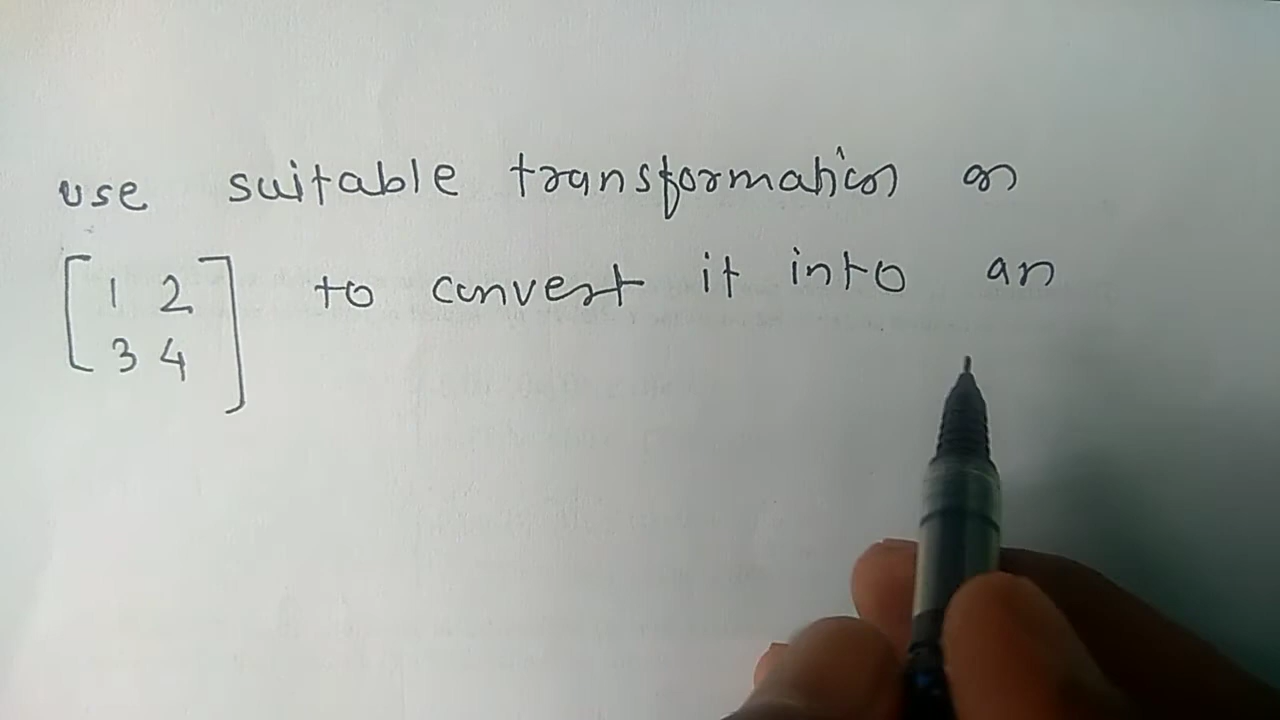 use suitable transformation on
[1 2 to convert it into an
3 4]